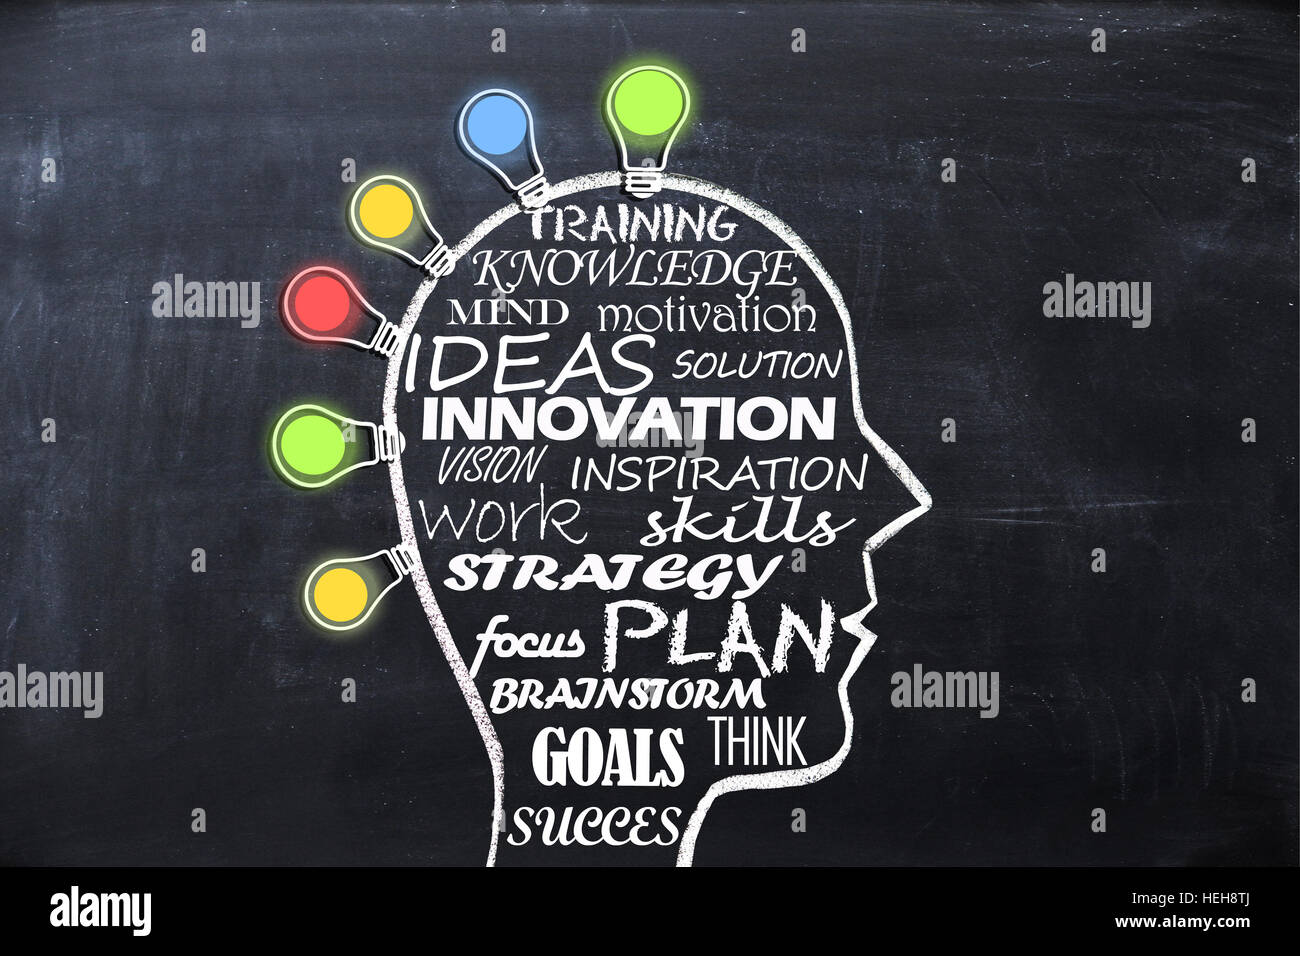 TRAINING
KNOWLEDGE
MIND motivation
IDEAS SOLUTION
INNOVATION
VISION INSPIRATION
work skills
STRATEGY
focus PLAN
BRAINSTORM
GOALS THINK
SUCCES
a a a a a
a a a a
alamy alamy
a a a a
a a a a
alamy alamy
a a a
a a a a
alamy
Image ID: HEH8TJ
www.alamy.com